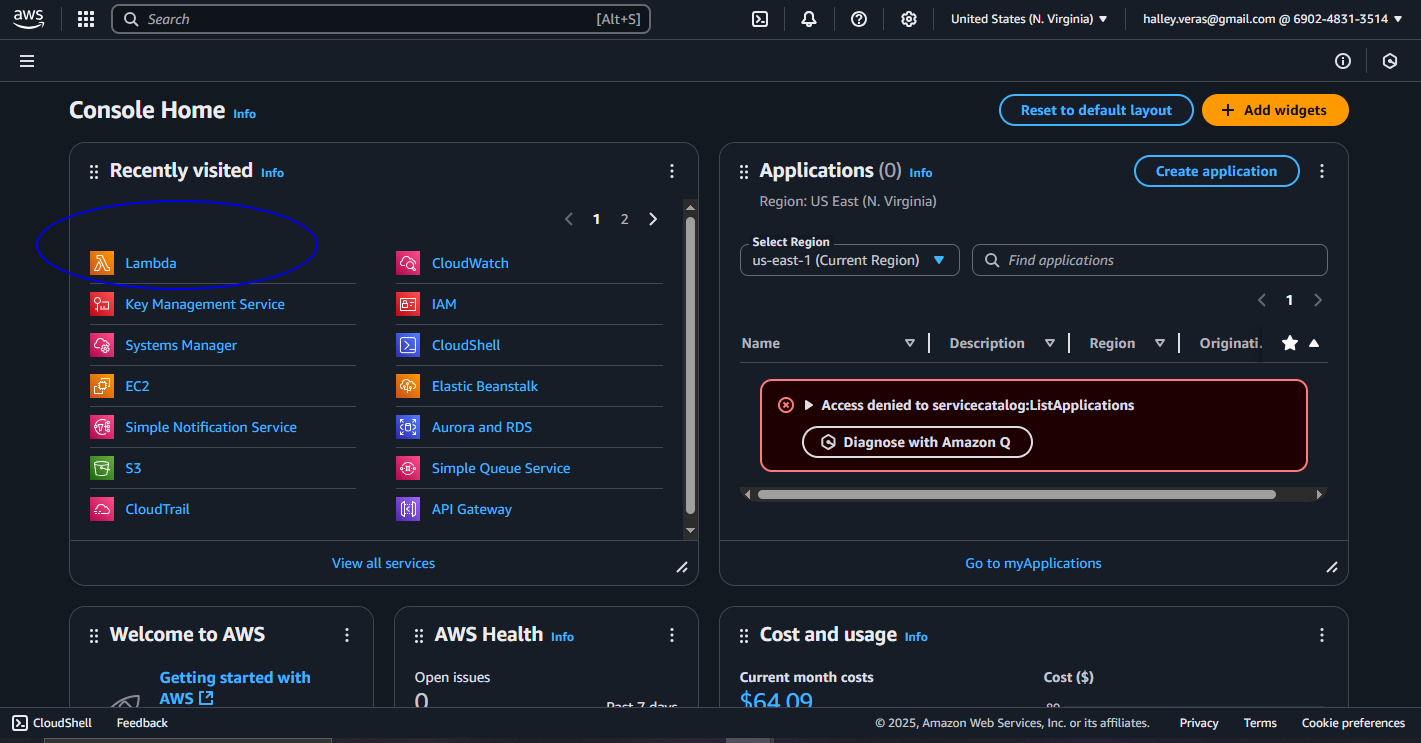 aws
Search [Alt+S]
United States (N. Virginia) halley.veras@gmail.com @ 6902-4831-3514
Console Home Info
Reset to default layout
Add widgets
Recently visited Info
1 2
Lambda
CloudWatch
Key Management Service
IAM
Systems Manager
CloudShell
EC2
Elastic Beanstalk
Simple Notification Service
Aurora and RDS
S3
Simple Queue Service
CloudTrail
API Gateway
View all services
Applications (0) Info
Create application
Region: US East (N. Virginia)
Select Region
us-east-1 (Current Region)
Find applications
1
Name Description Region Originati.
Access denied to servicecatalog:ListApplications
Diagnose with Amazon Q
Go to myApplications
Welcome to AWS
Getting started with
AWS
AWS Health Info
Open issues
0
Past 7 days
Cost and usage Info
Current month costs
$64.09
Cost ($)
80
CloudShell Feedback © 2025, Amazon Web Services, Inc. or its affiliates. Privacy Terms Cookie preferences